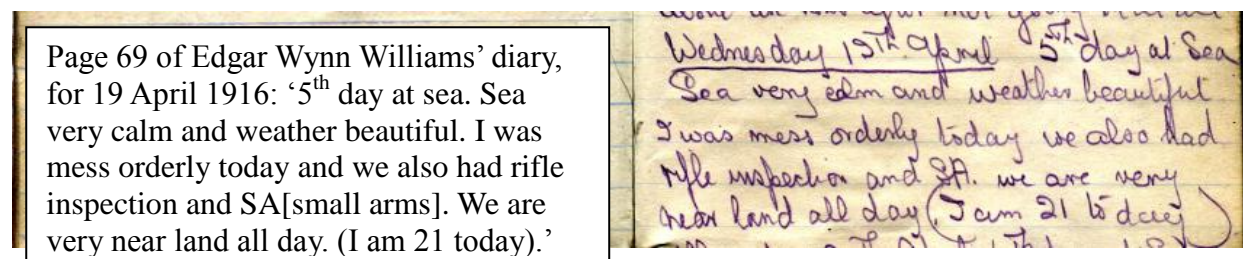 Page 69 of Edgar Wynn Williams’ diary,
for 19 April 1916: ‘5th day at sea. Sea
very calm and weather beautiful. I was
mess orderly today and we also had rifle
inspection and SA[small arms]. We are
very near land all day. (I am 21 today).’
Wednesday 19th April 5th day at Sea
Sea very calm and weather beautiful
I was mess orderly today we also had
rifle inspection and SA. we are very
near land all day (I am 21 to day)